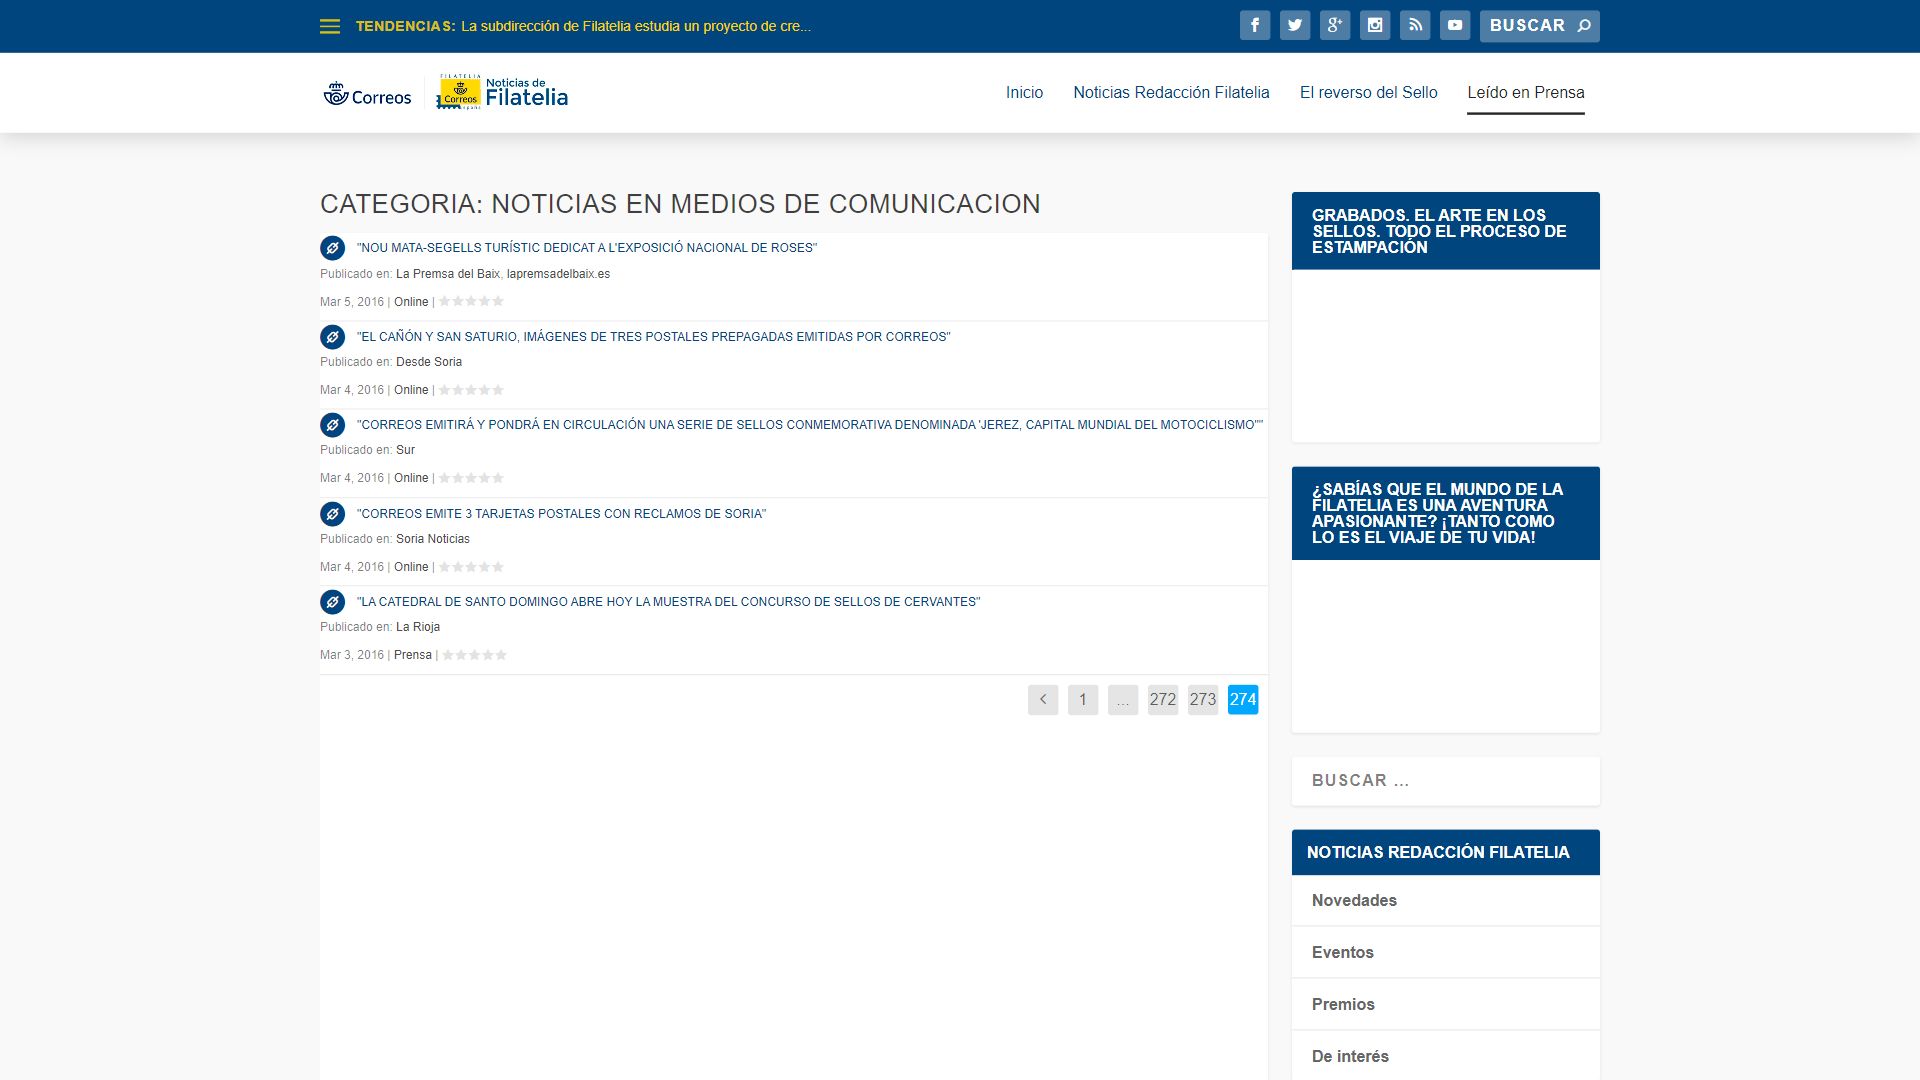 TENDENCIAS: La subdirección de Filatelia estudia un proyecto de cre...
BUSCAR
Correos
FILATELIA
Correos
Noticias de
Filatelia
Inicio
Noticias Redacción Filatelia
El reverso del Sello
Leído en Prensa
CATEGORIA: NOTICIAS EN MEDIOS DE COMUNICACION
"NOU MATA-SEGELLS TURÍSTIC DEDICAT A L'EXPOSICIÓ NACIONAL DE ROSES"
Publicado en: La Premsa del Baix, lapremsadelbaix.es
Mar 5, 2016 | Online |
"EL CAÑÓN Y SAN SATURIO, IMÁGENES DE TRES POSTALES PREPAGADAS EMITIDAS POR CORREOS"
Publicado en: Desde Soria
Mar 4, 2016 | Online |
"CORREOS EMITIRÁ Y PONDRÁ EN CIRCULACIÓN UNA SERIE DE SELLOS CONMEMORATIVA DENOMINADA 'JEREZ, CAPITAL MUNDIAL DEL MOTOCICLISMO'"
Publicado en: Sur
Mar 4, 2016 | Online |
"CORREOS EMITE 3 TARJETAS POSTALES CON RECLAMOS DE SORIA"
Publicado en: Soria Noticias
Mar 4, 2016 | Online |
"LA CATEDRAL DE SANTO DOMINGO ABRE HOY LA MUESTRA DEL CONCURSO DE SELLOS DE CERVANTES"
Publicado en: La Rioja
Mar 3, 2016 | Prensa |
1 ... 272 273 274
GRABADOS. EL ARTE EN LOS
SELLOS. TODO EL PROCESO DE
ESTAMPACIÓN
¿SABÍAS QUE EL MUNDO DE LA
FILATELIA ES UNA AVENTURA
APASIONANTE? ¡TANTO COMO
LO ES EL VIAJE DE TU VIDA!
BUSCAR ...
NOTICIAS REDACCIÓN FILATELIA
Novedades
Eventos
Premios
De interés